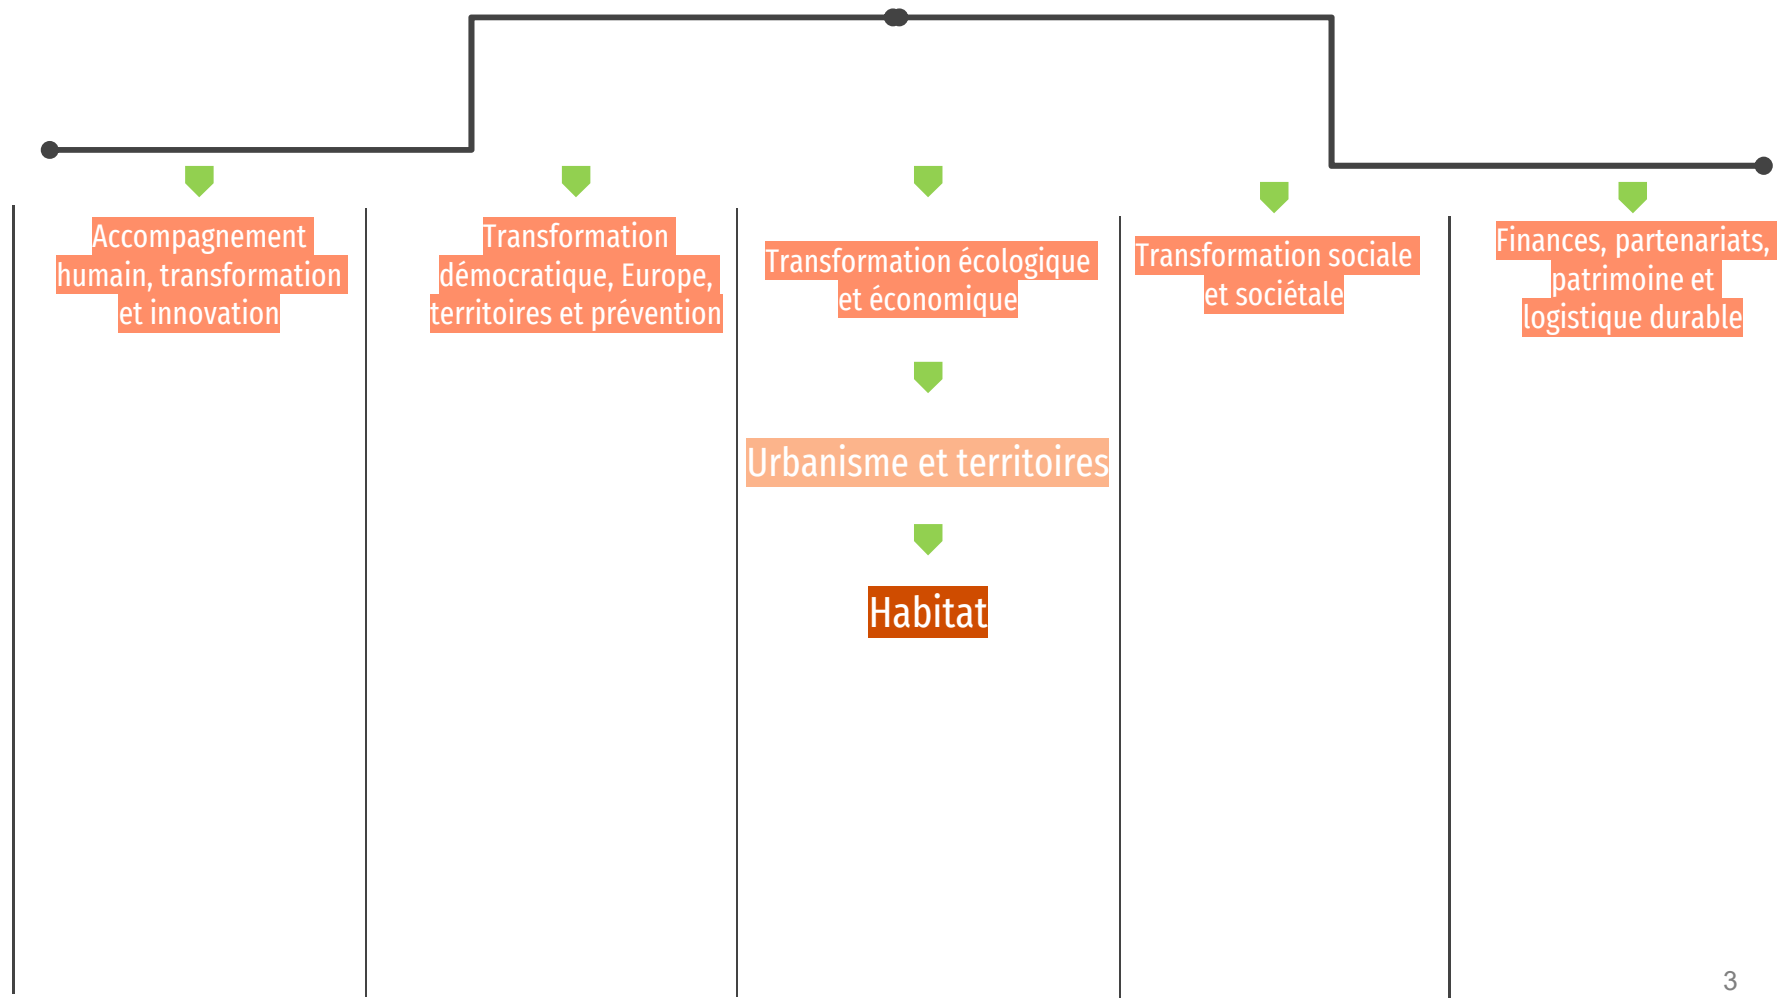 Accompagnement
humain, transformation
et innovation
Transformation
démocratique, Europe,
territoires et prévention
Transformation écologique
et économique
Urbanisme et territoires
Habitat
Transformation sociale
et sociétale
Finances, partenariats,
patrimoine et
logistique durable
3